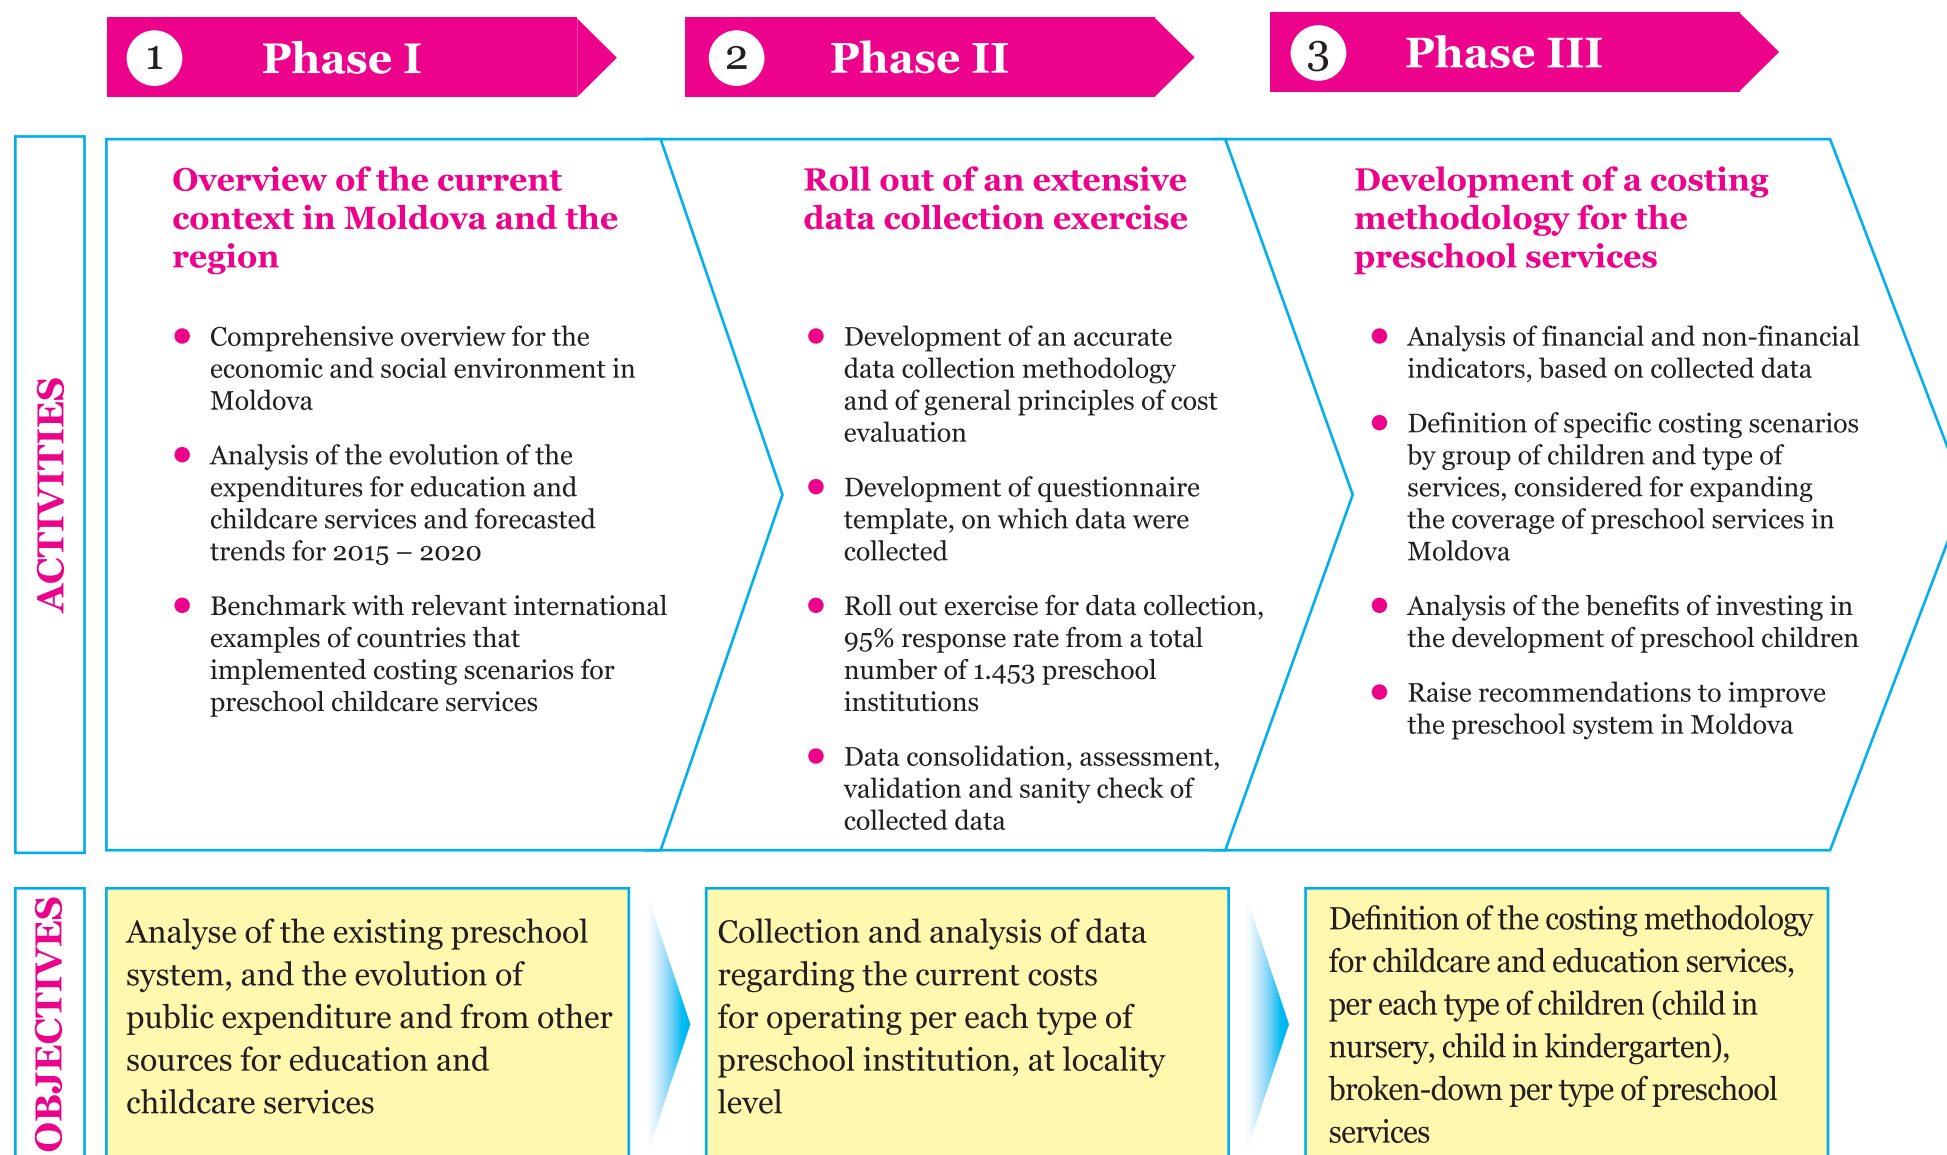 1 Phase I
2 Phase II
3 Phase III
ACTIVITIES
Overview of the current
context in Moldova and the
region
● Comprehensive overview for the
economic and social environment in
Moldova
● Analysis of the evolution of the
expenditures for education and
childcare services and forecasted
trends for 2015 – 2020
● Benchmark with relevant international
examples of countries that
implemented costing scenarios for
preschool childcare services
Roll out of an extensive
data collection exercise
● Development of an accurate
data collection methodology
and of general principles of cost
evaluation
● Development of questionnaire
template, on which data were
collected
● Roll out exercise for data collection,
95% response rate from a total
number of 1.453 preschool
institutions
● Data consolidation, assessment,
validation and sanity check of
collected data
Development of a costing
methodology for the
preschool services
● Analysis of financial and non-financial
indicators, based on collected data
● Definition of specific costing scenarios
by group of children and type of
services, considered for expanding
the coverage of preschool services in
Moldova
● Analysis of the benefits of investing in
the development of preschool children
● Raise recommendations to improve
the preschool system in Moldova
OBJECTIVES
Analyse of the existing preschool
system, and the evolution of
public expenditure and from other
sources for education and
childcare services
Collection and analysis of data
regarding the current costs
for operating per each type of
preschool institution, at locality
level
Definition of the costing methodology
for childcare and education services,
per each type of children (child in
nursery, child in kindergarten),
broken-down per type of preschool
services